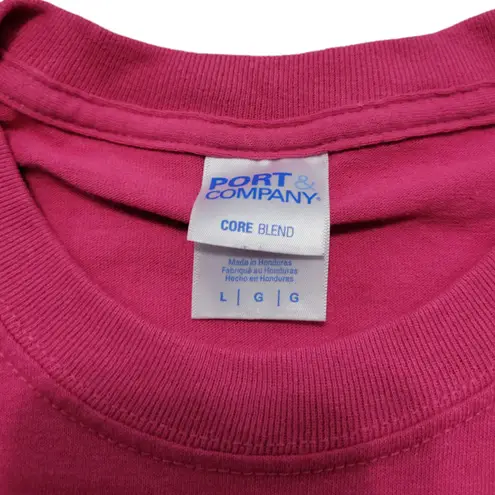 PORT &
COMPANY®
CORE BLEND
Made in Honduras
Fabriqué au Honduras
Hecho en Honduras
L | G | G